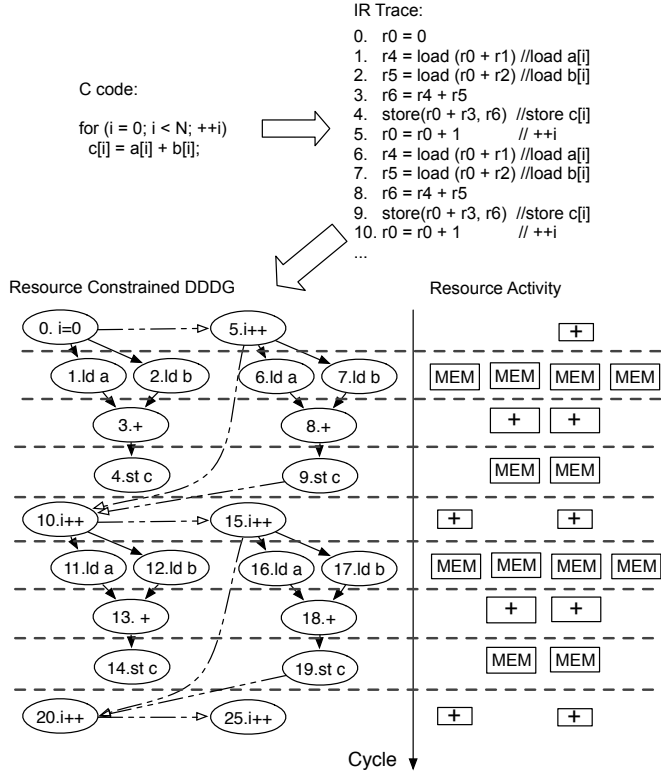 IR Trace:
0. r0 = 0
1. r4 = load (r0 + r1) //load a[i]
2. r5 = load (r0 + r2) //load b[i]
3. r6 = r4 + r5
4. store(r0 + r3, r6) //store c[i]
5. r0 = r0 + 1 // ++i
6. r4 = load (r0 + r1) //load a[i]
7. r5 = load (r0 + r2) //load b[i]
8. r6 = r4 + r5
9. store(r0 + r3, r6) //store c[i]
10. r0 = r0 + 1 // ++i
...
C code:
for (i = 0; i < N; ++i)
c[i] = a[i] + b[i];
Resource Constrained DDDG
Resource Activity
0. i=0 5.i++ +
1.ld a 2.ld b 6.ld a 7.ld b MEM MEM MEM MEM
3.+ 8.+ + +
4.st c 9.st c MEM MEM
10.i++ 15.i++ + +
11.ld a 12.ld b 16.ld a 17.ld b MEM MEM MEM MEM
13. + 18.+ + +
14.st c 19.st c MEM MEM
20.i++ 25.i++ + +
Cycle